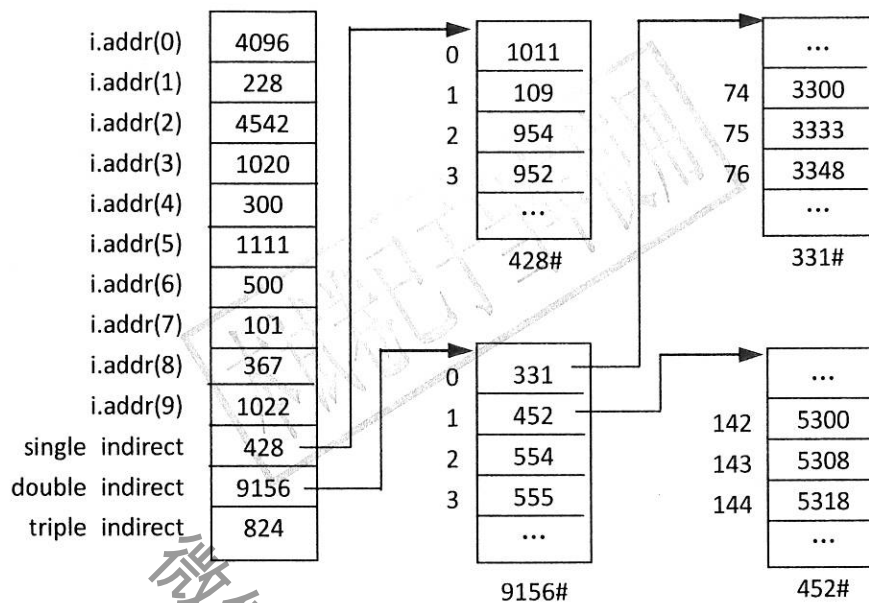 i.addr(0) 4096
i.addr(1) 228
i.addr(2) 4542
i.addr(3) 1020
i.addr(4) 300
i.addr(5) 1111
i.addr(6) 500
i.addr(7) 101
i.addr(8) 367
i.addr(9) 1022
single indirect 428
double indirect 9156
triple indirect 824
0 1011
1 109
2 954
3 952
...
428#
...
74 3300
75 3333
76 3348
...
331#
0 331
1 452
2 554
3 555
...
9156#
...
142 5300
143 5308
144 5318
...
452#